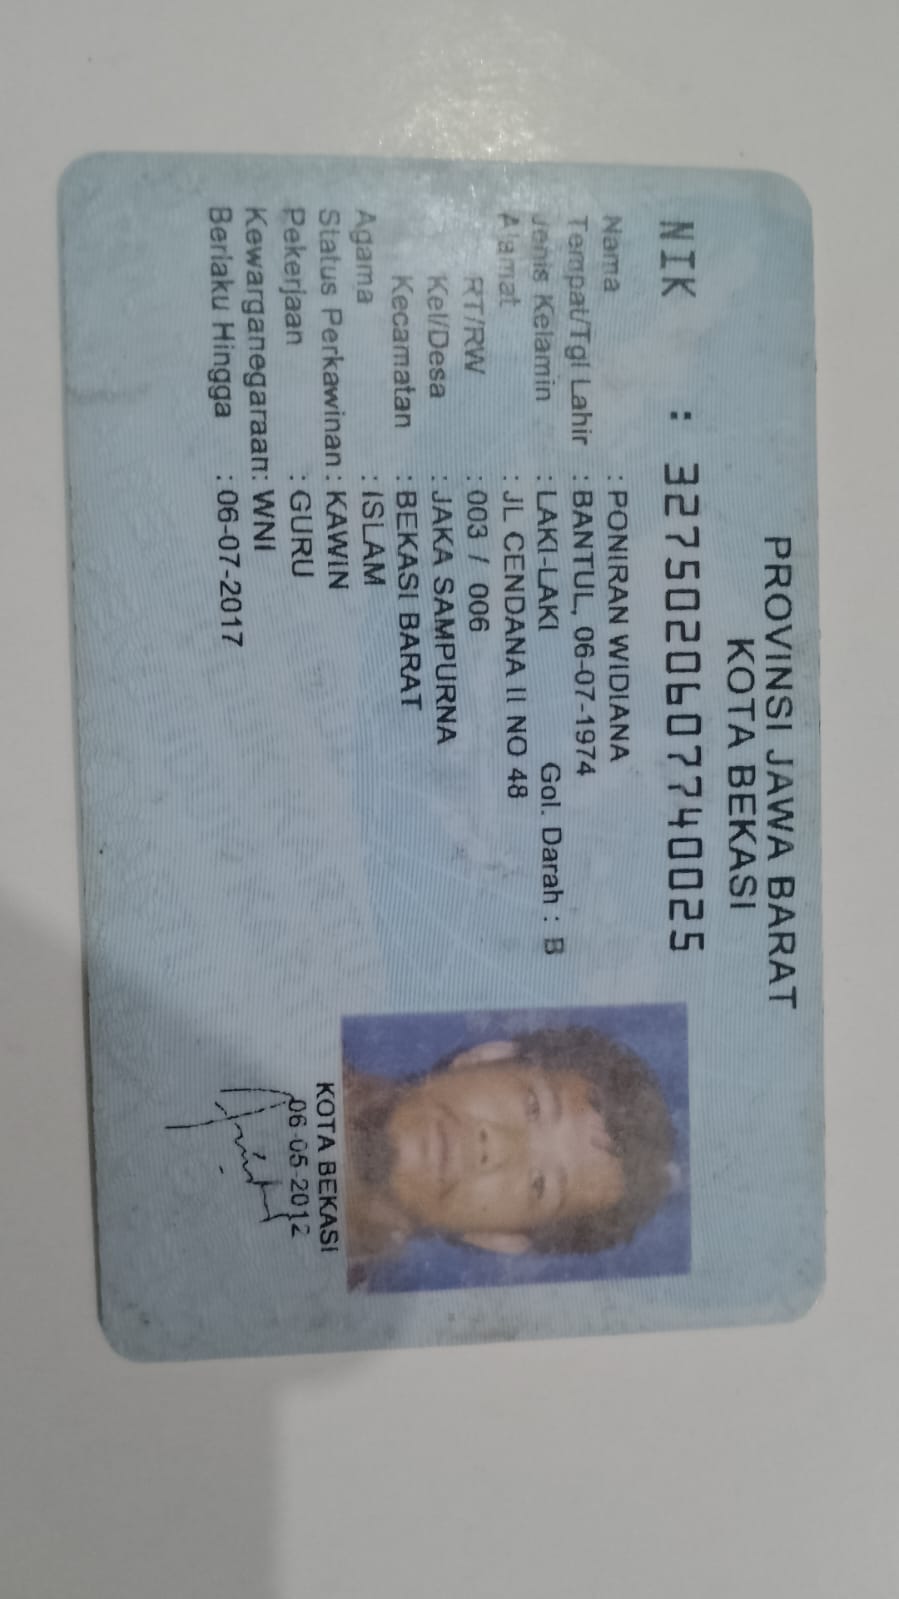 PROVINSI JAWA BARAT
KOTA BEKASI
NIK : 3275020607740025
Nama : PONIRAN WIDIANA
Tempat/Tgl Lahir : BANTUL, 06-07-1974
Jenis Kelamin : LAKI-LAKI Gol. Darah : B
Alamat : JL CENDANA II NO 48
RT/RW : 003 / 006
Kel/Desa : JAKA SAMPURNA
Kecamatan : BEKASI BARAT
Agama : ISLAM
Status Perkawinan : KAWIN
Pekerjaan : GURU
Kewarganegaraan: WNI
Berlaku Hingga : 06-07-2017
KOTA BEKASI
06-05-2012